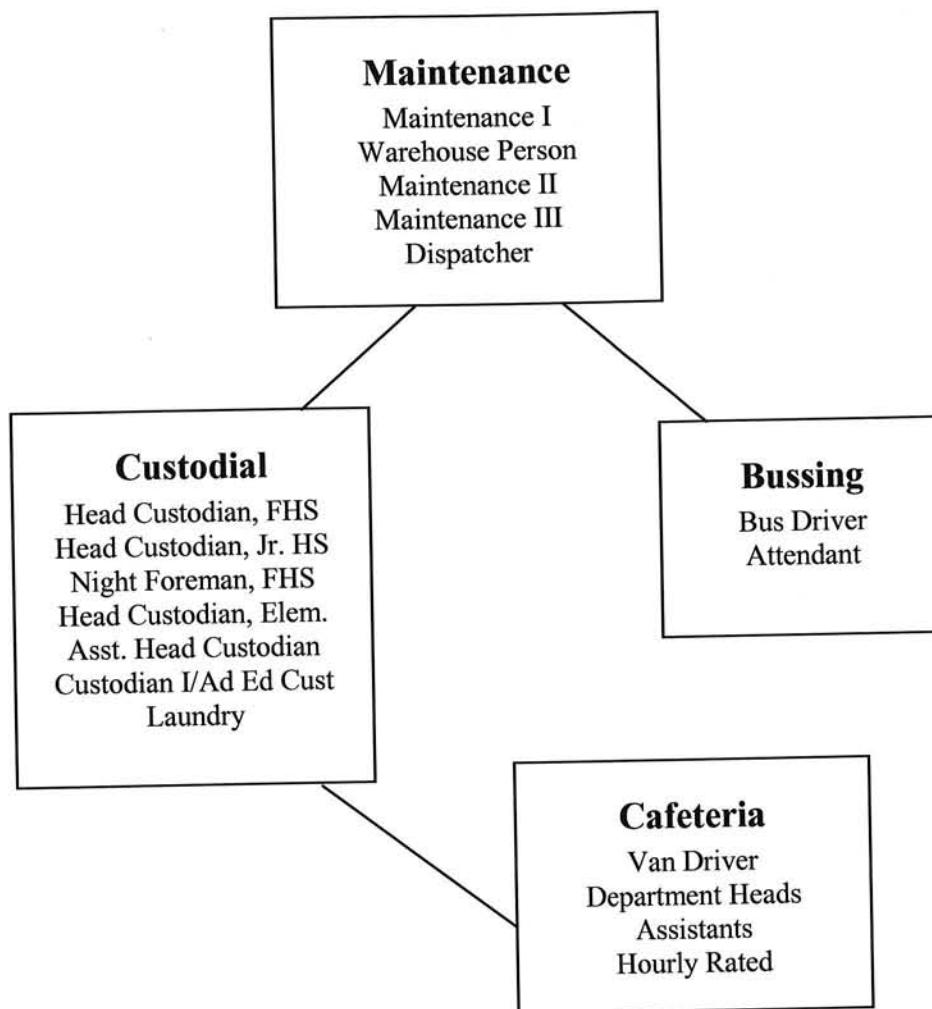 Maintenance
Maintenance I
Warehouse Person
Maintenance II
Maintenance III
Dispatcher
Custodial
Head Custodian, FHS
Head Custodian, Jr. HS
Night Foreman, FHS
Head Custodian, Elem.
Asst. Head Custodian
Custodian I/Ad Ed Cust
Laundry
Bussing
Bus Driver
Attendant
Cafeteria
Van Driver
Department Heads
Assistants
Hourly Rated